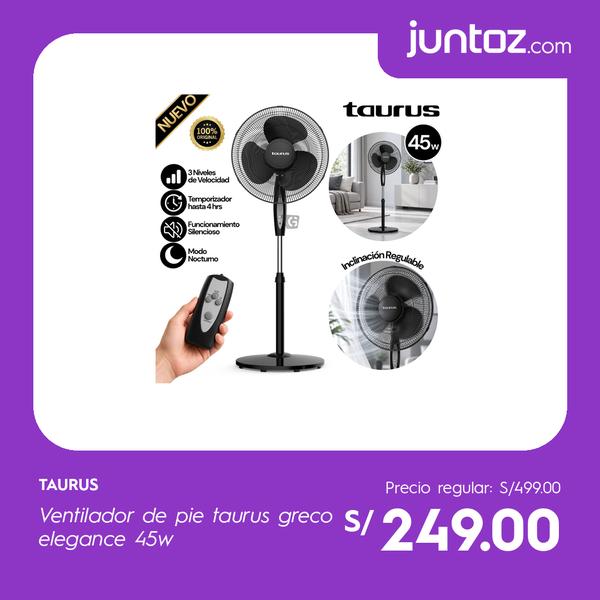 juntoz.com
NUEVO
100%
ORIGINAL
taurus
taurus
45w
3 Niveles
de Velocidad
Temporizador
hasta 4 hrs
Funcionamiento
Silencioso
Modo
Nocturno
Inclinación Regulable
taurus
TAURUS
Ventilador de pie taurus greco
elegance 45w
Precio regular: S/499.00
S/ 249.00